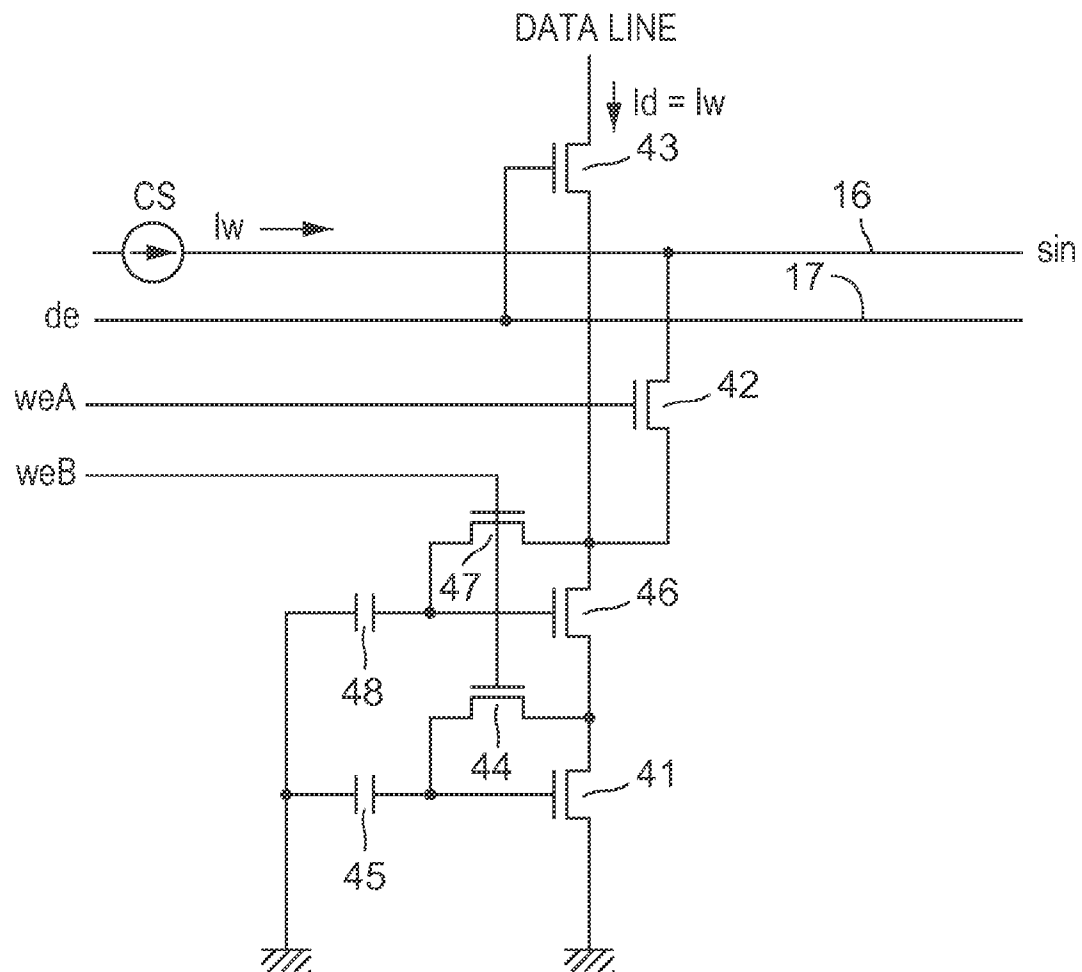 DATA LINE
Id = Iw
43
CS
Iw
16
sin
17
de
42
weA
weB
47
46
48
44
41
45